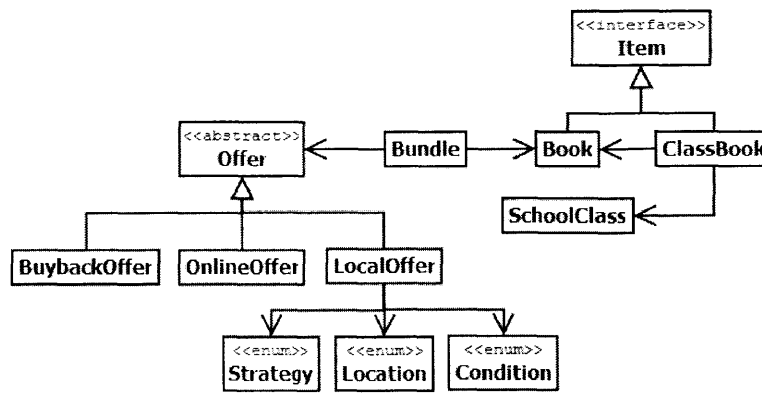 <<interface>>
Item
<<abstract>>
Offer
Bundle
Book
ClassBook
SchoolClass
BuybackOffer
OnlineOffer
LocalOffer
<<enum>>
Strategy
<<enum>>
Location
<<enum>>
Condition